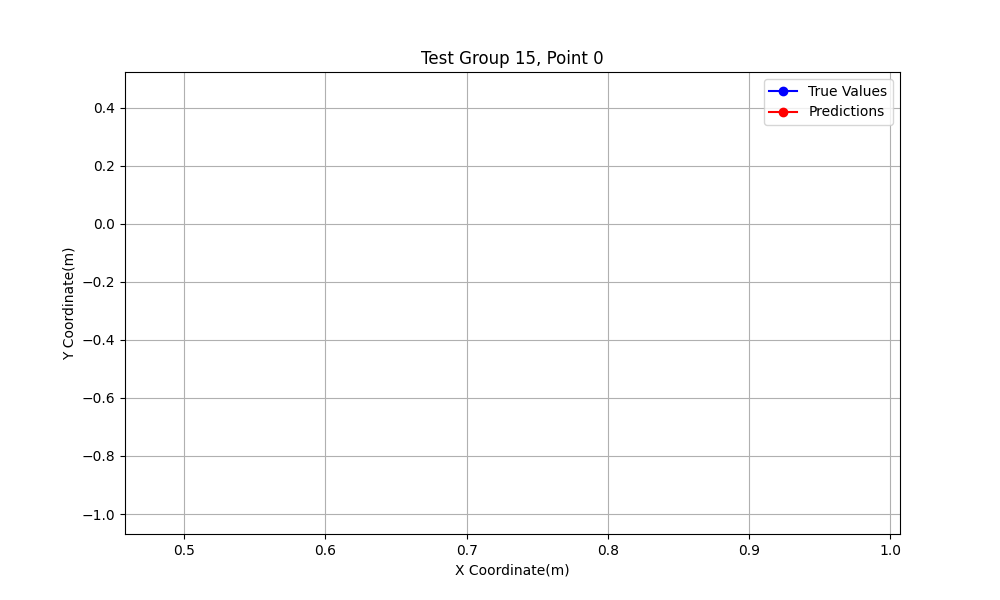 Test Group 15, Point 0
True Values
Predictions
0.4
0.2
0.0
−0.2
−0.4
−0.6
−0.8
−1.0
Y Coordinate(m)
0.5 0.6 0.7 0.8 0.9 1.0
X Coordinate(m)